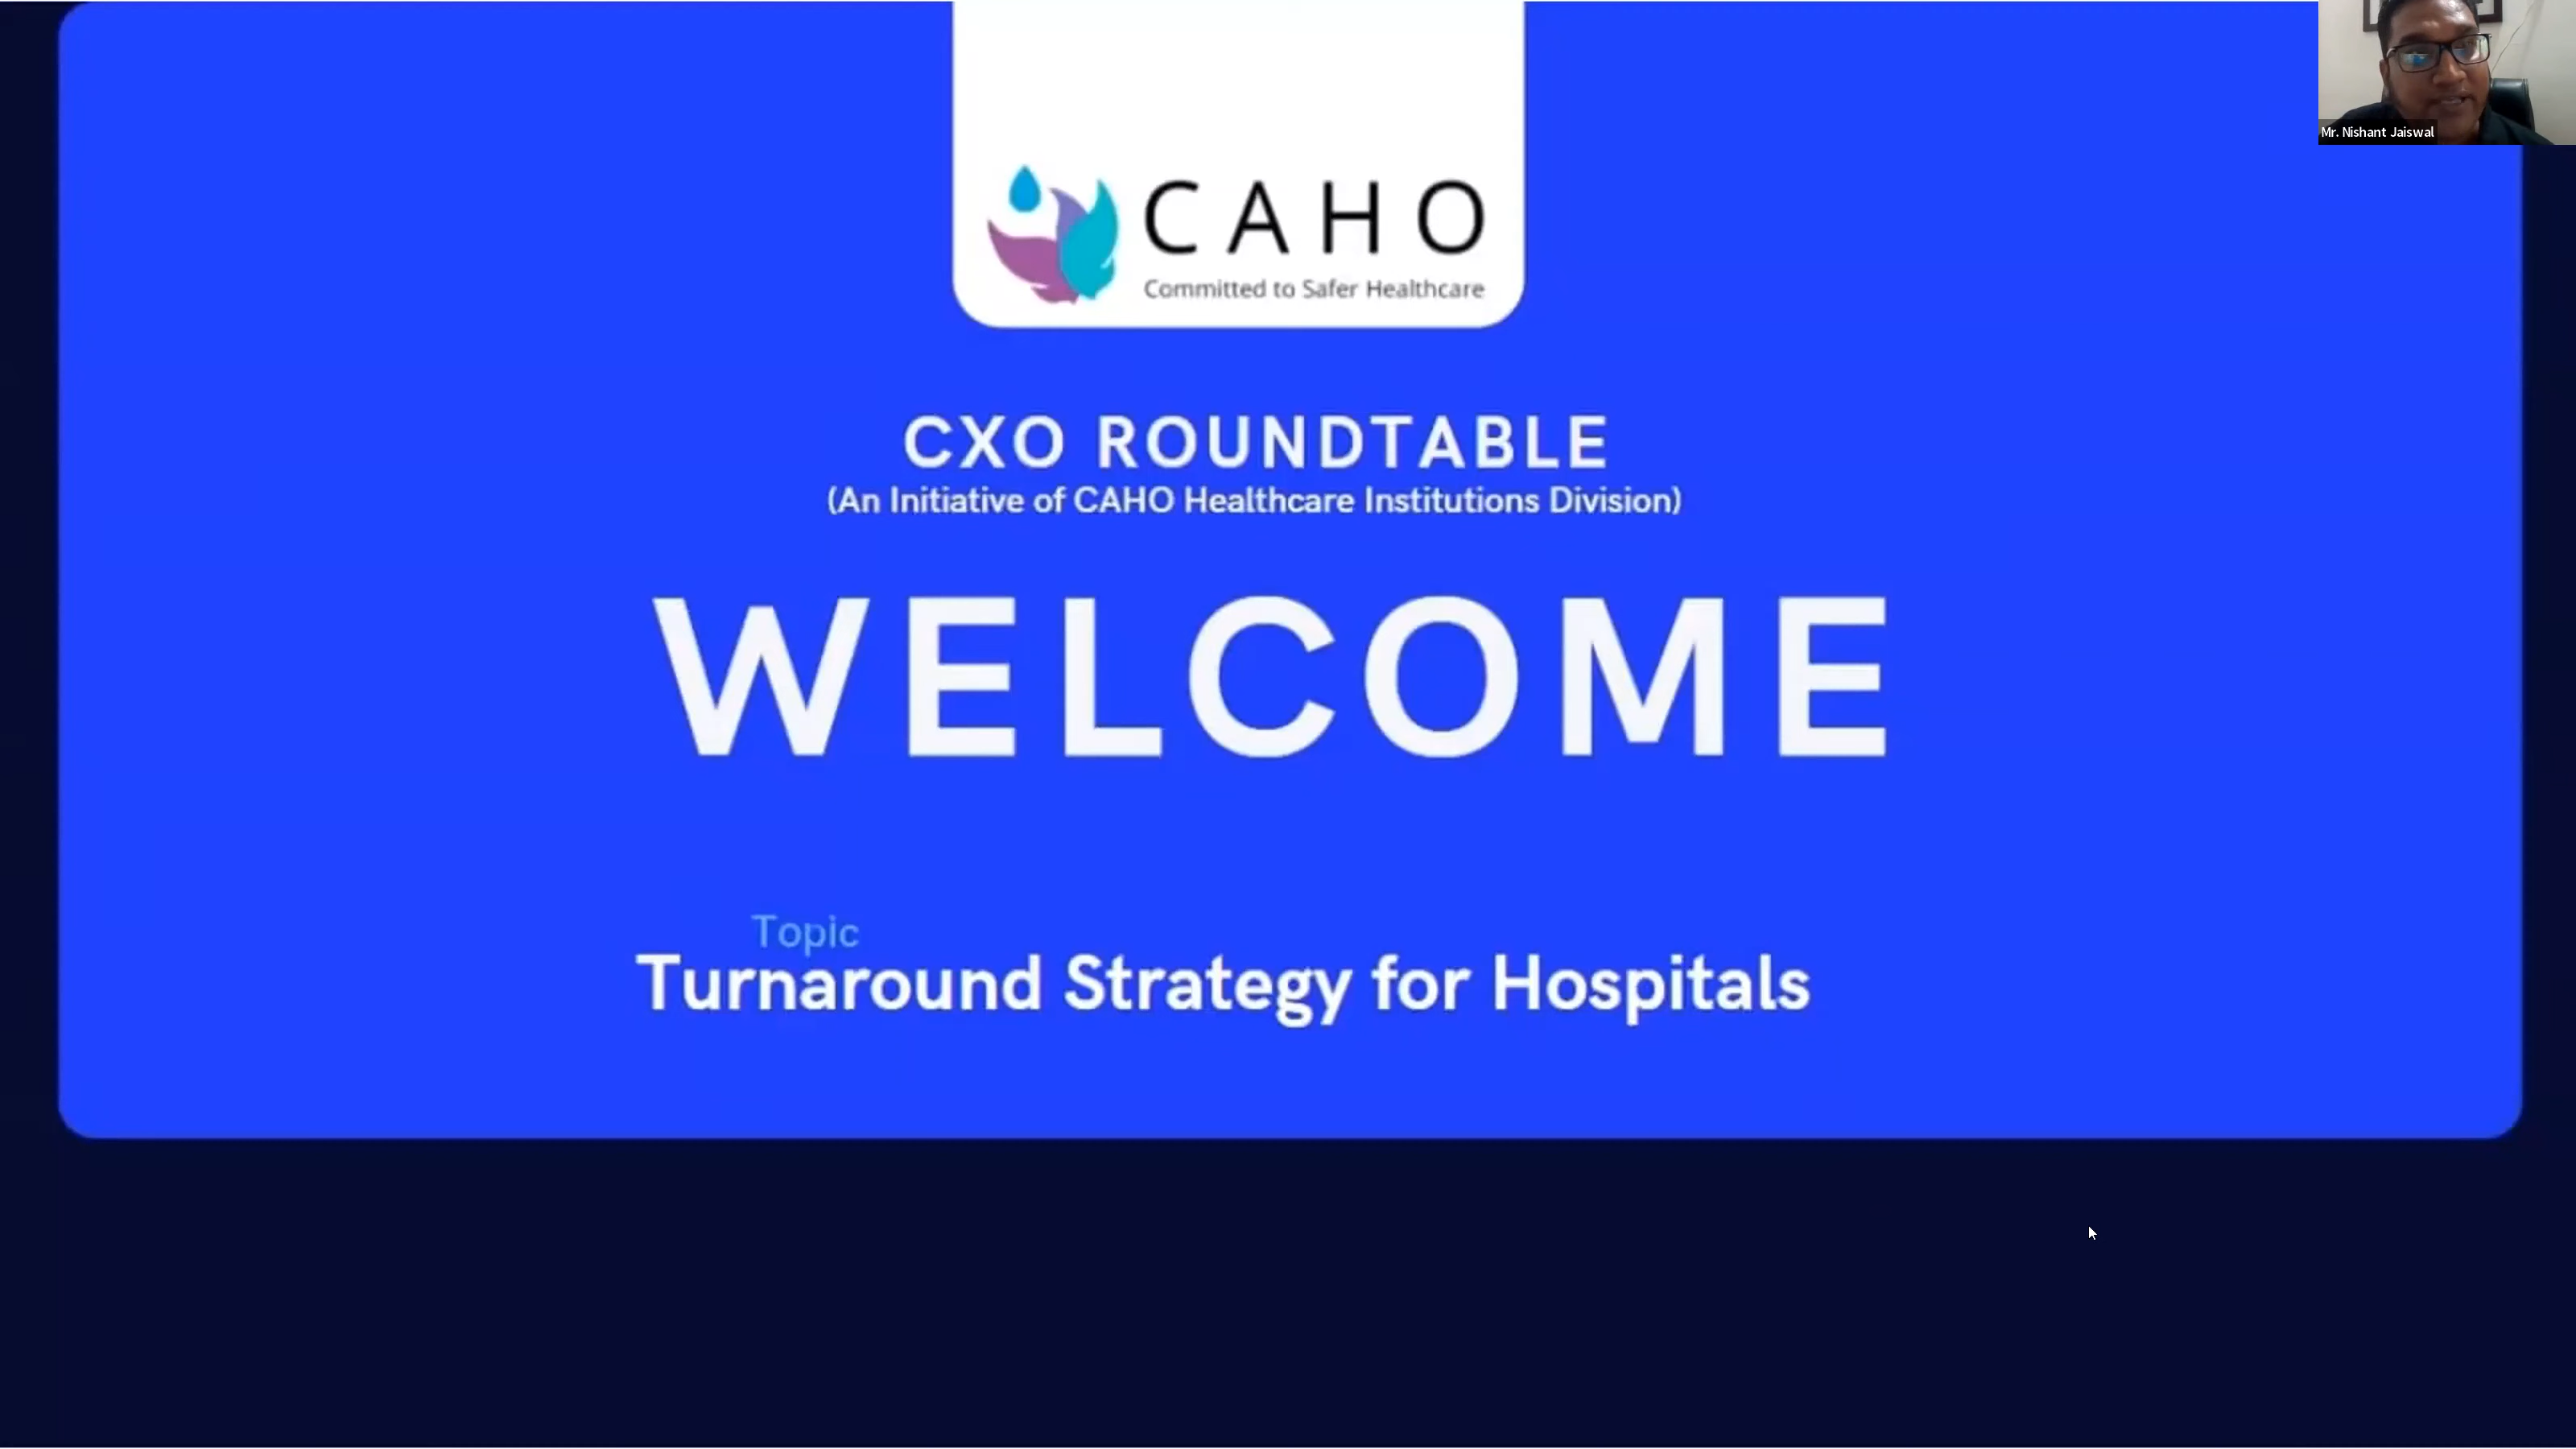 Mr. Nishant Jaiswal
CAHO
Committed to Safer Healthcare
CXO ROUNDTABLE
(An Initiative of CAHO Healthcare Institutions Division)
WELCOME
Topic
Turnaround Strategy for Hospitals